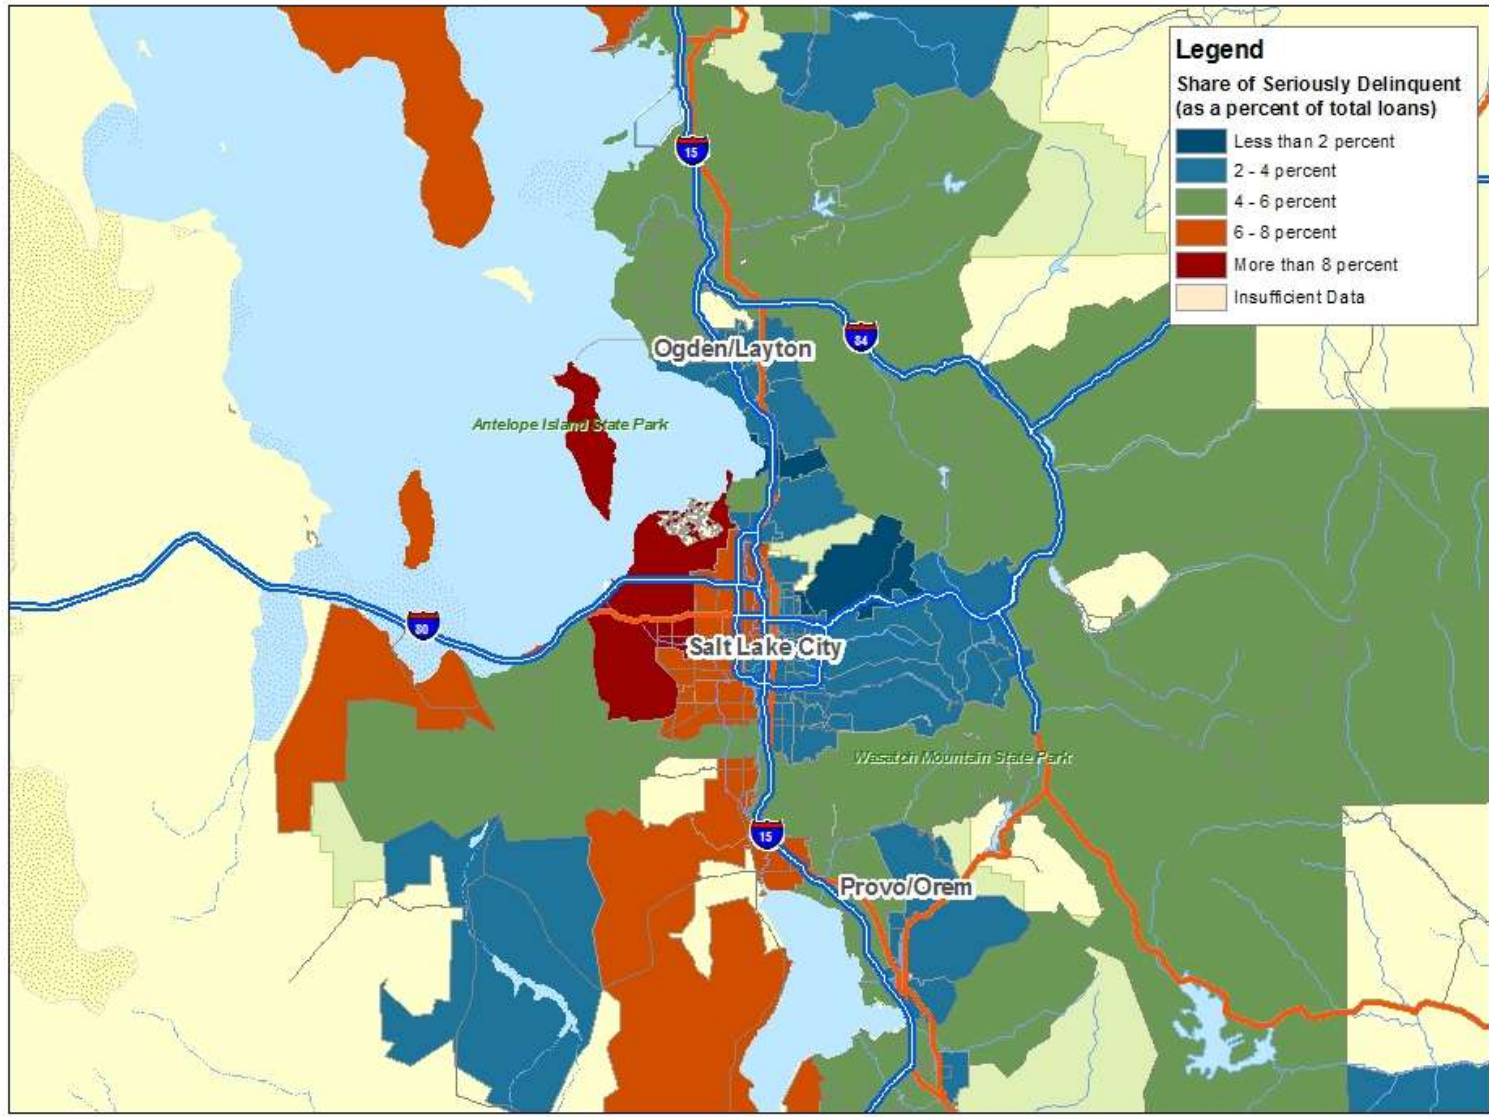 Legend
Share of Seriously Delinquent
(as a percent of total loans)
Less than 2 percent
2 - 4 percent
4 - 6 percent
6 - 8 percent
More than 8 percent
Insufficient Data
15
84
Ogden/Layton
Antelope Island State Park
80
Salt Lake City
Wasatch Mountain State Park
15
Provo/Orem